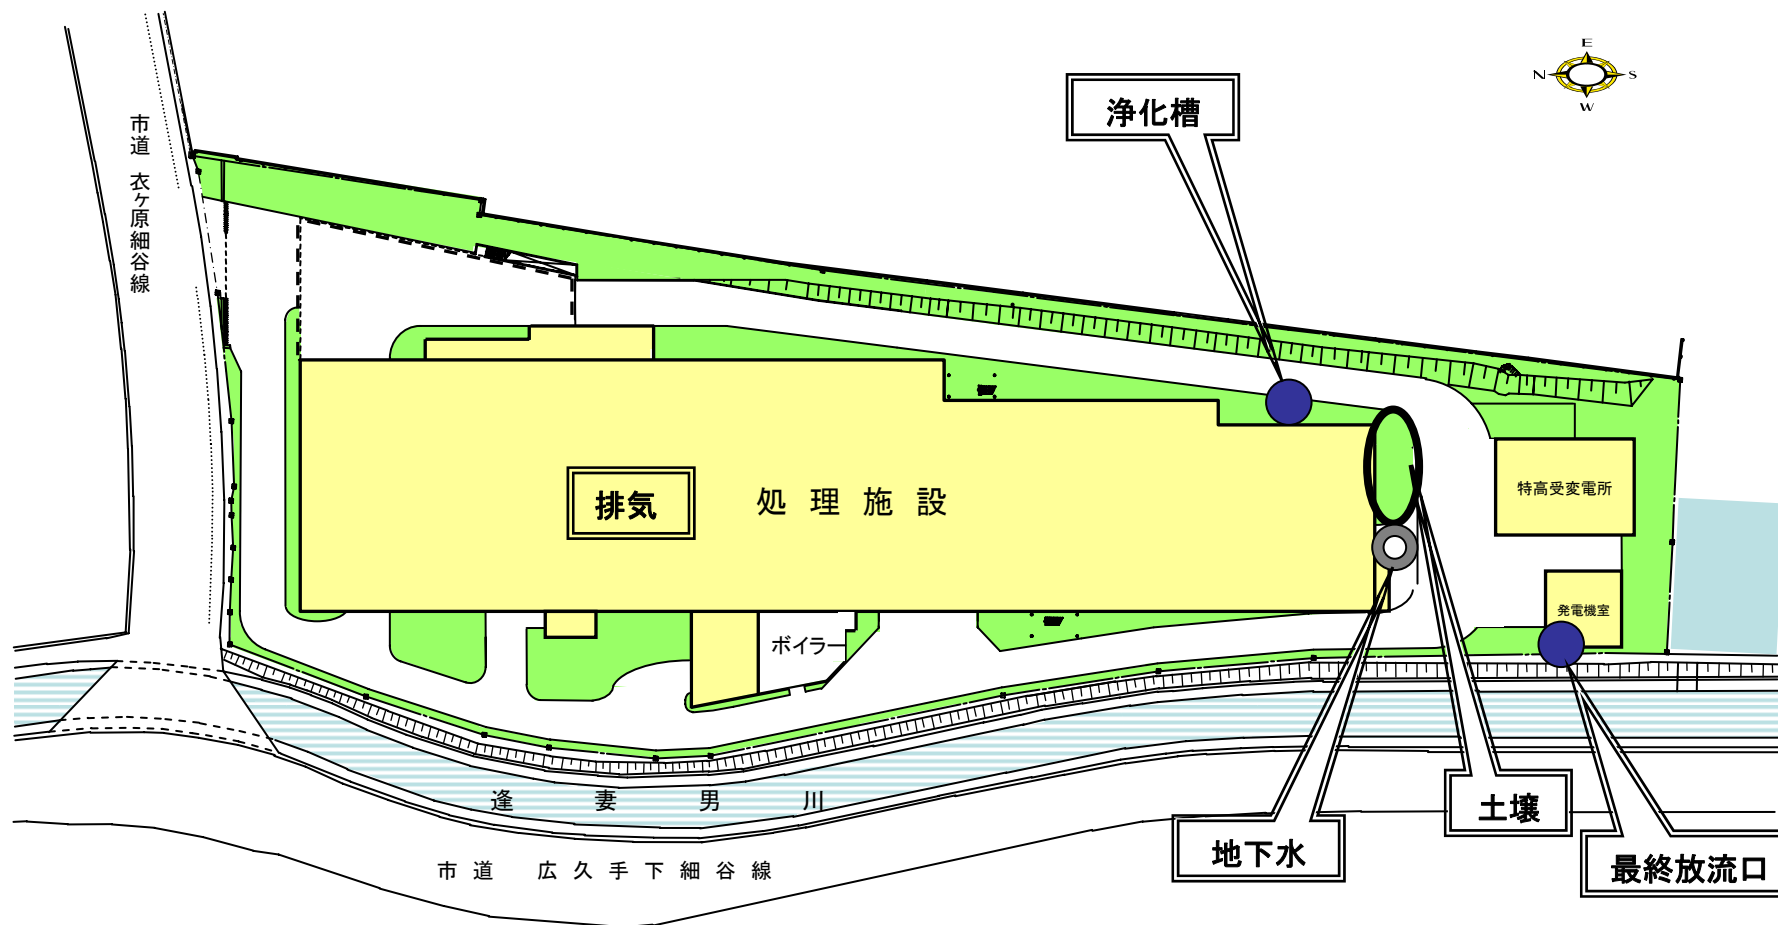 E
N
S
W
浄化槽
市道 衣ヶ原細谷線
排気
処理施設
特高受変電所
発電機室
ボイラー
逢妻男川
土壌
地下水
最終放流口
市道 広久手下細谷線